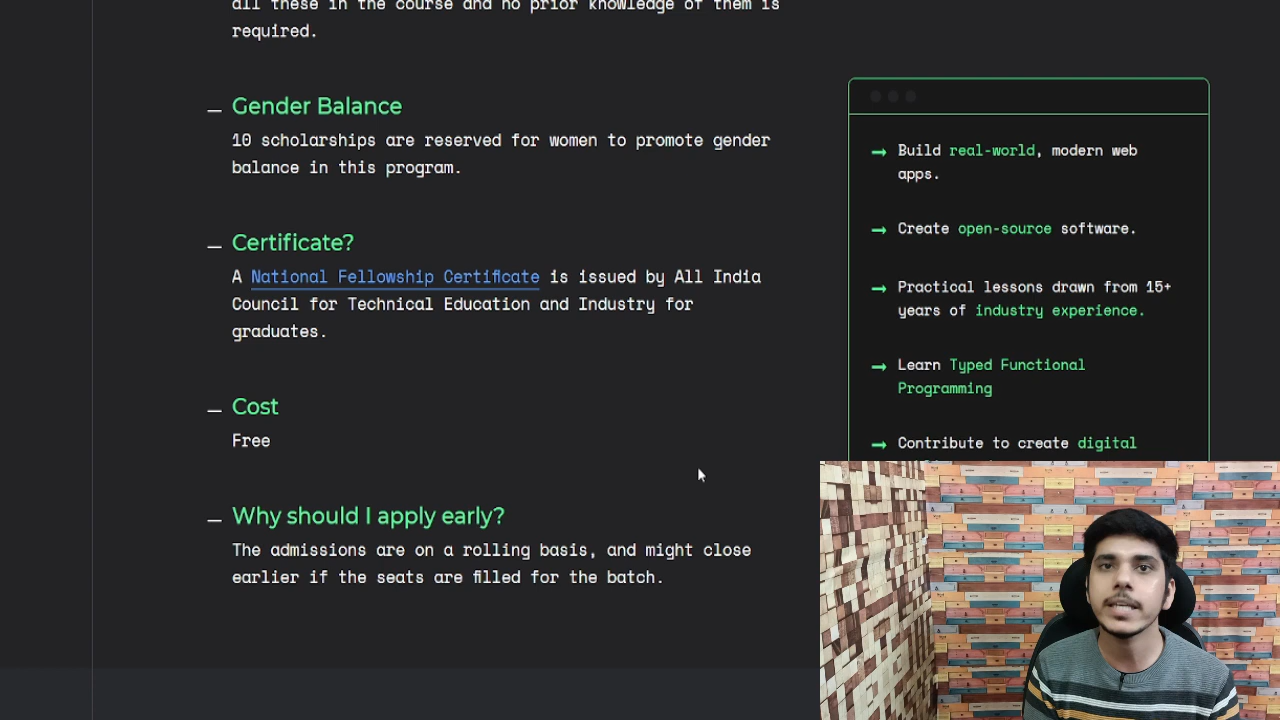 all these in the course and no prior knowledge of them is
required.
Gender Balance
10 scholarships are reserved for women to promote gender
balance in this program.
Certificate?
A National Fellowship Certificate is issued by All India
Council for Technical Education and Industry for
graduates.
Cost
Free
Why should I apply early?
The admissions are on a rolling basis, and might close
earlier if the seats are filled for the batch.
Build real-world, modern web
apps.
Create open-source software.
Practical lessons drawn from 15+
years of industry experience.
Learn Typed Functional
Programming
Contribute to create digital